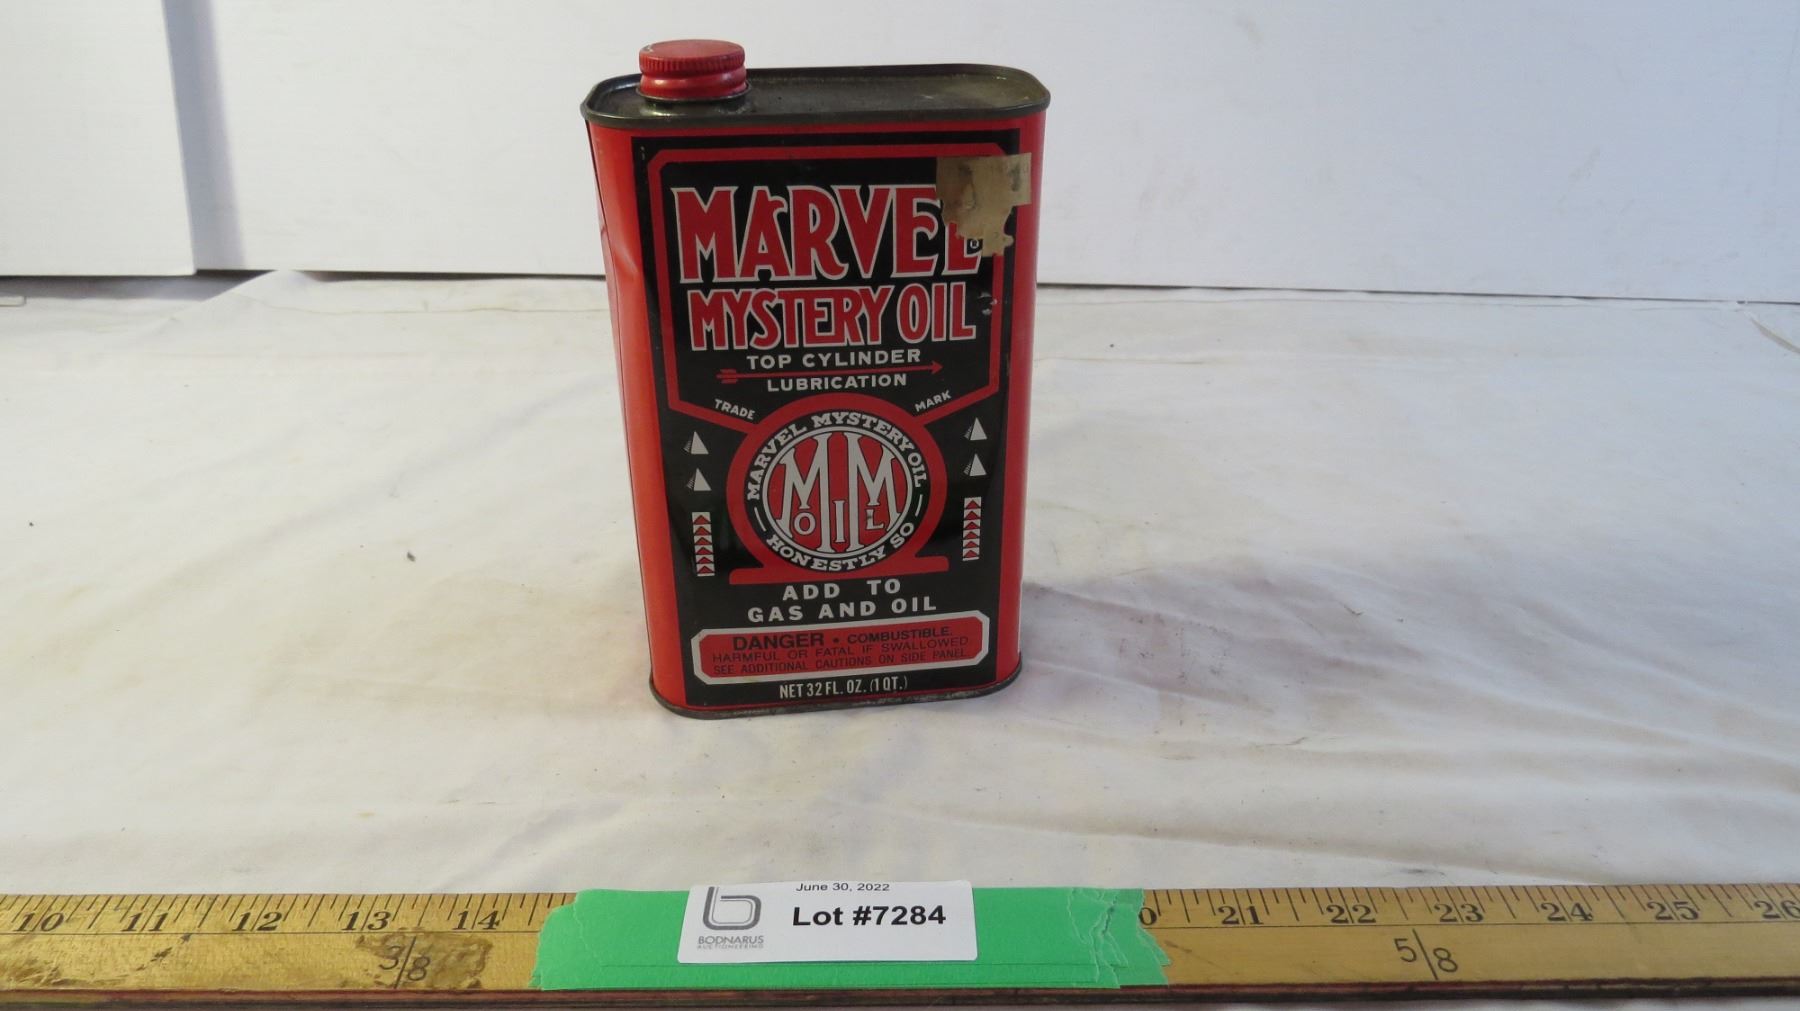 MARVEL®
MYSTERY OIL
TOP CYLINDER
LUBRICATION
TRADE MARK
MARVEL MYSTERY OIL
MM
OIL
HONESTLY SO
ADD TO
GAS AND OIL
DANGER • COMBUSTIBLE.
HARMFUL OR FATAL IF SWALLOWED.
SEE ADDITIONAL CAUTIONS ON SIDE PANEL.
NET 32 FL. OZ. (1 QT.)
June 30, 2022
Lot #7284
BODNARUS
AUCTIONEERING
10 11 12 13 14 21 22 23 24 25 26
3/8 5/8